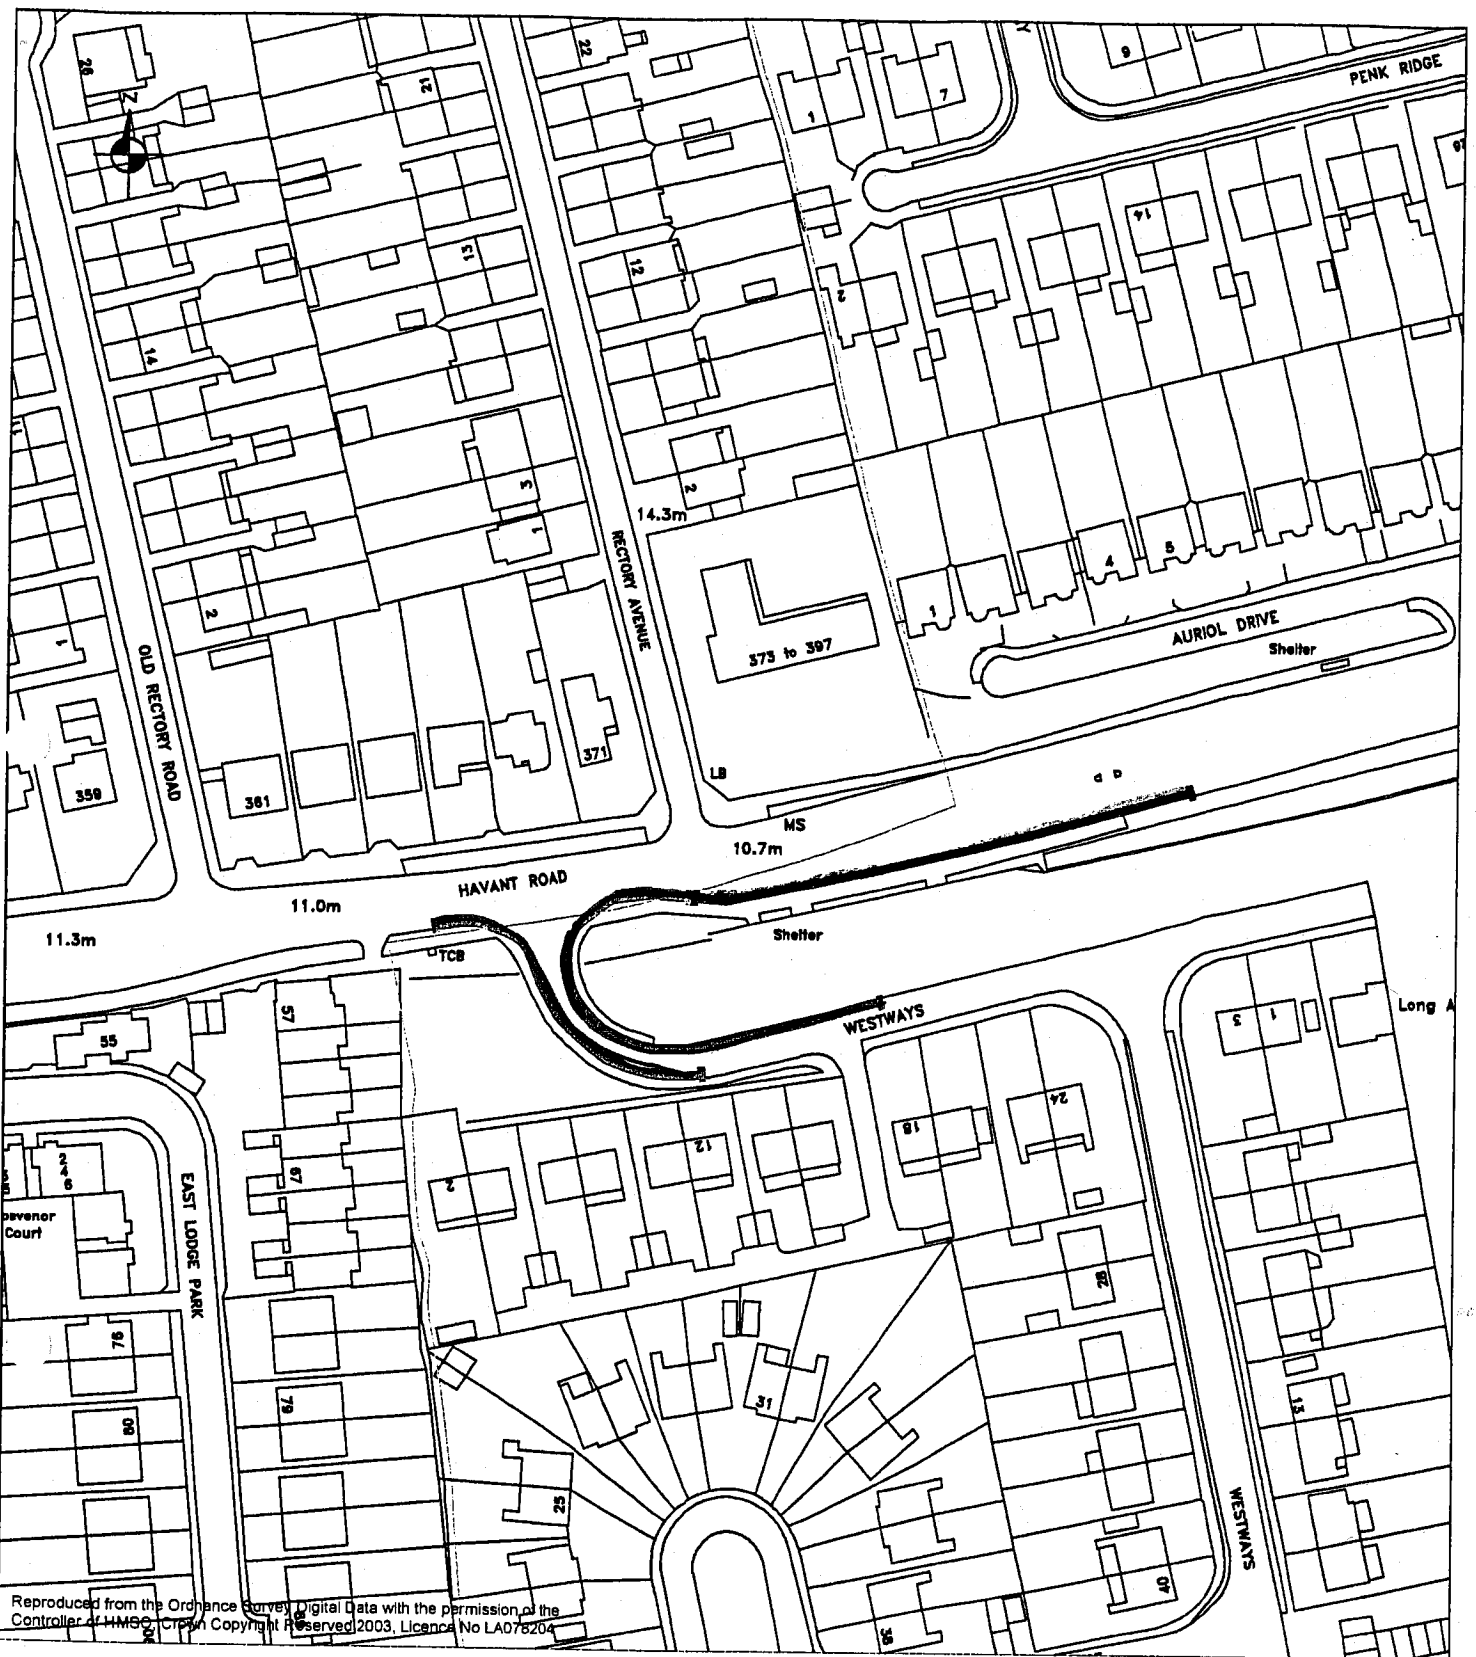 26
Z
21
22
1
7
Y
9
PENK RIDGE
14
13
12
2
14
2
3
1
2
14.3m
RECTORY AVENUE
373 to 397
1
4
5
AURIOL DRIVE
Shelter
1
OLD RECTORY ROAD
359
361
371
LB
MS
10.7m
HAVANT ROAD
11.0m
11.3m
TCB
Shelter
WESTWAYS
55
57
3
1
Long A
18
24
12
2
2
4
6
67
EAST LODGE PARK
osvenor
Court
28
76
79
80
31
13
25
WESTWAYS
40
38
Reproduced from the Ordnance Survey Digital Data with the permission of the
Controller of HMSO, Crown Copyright Reserved 2003, Licence No LA078204